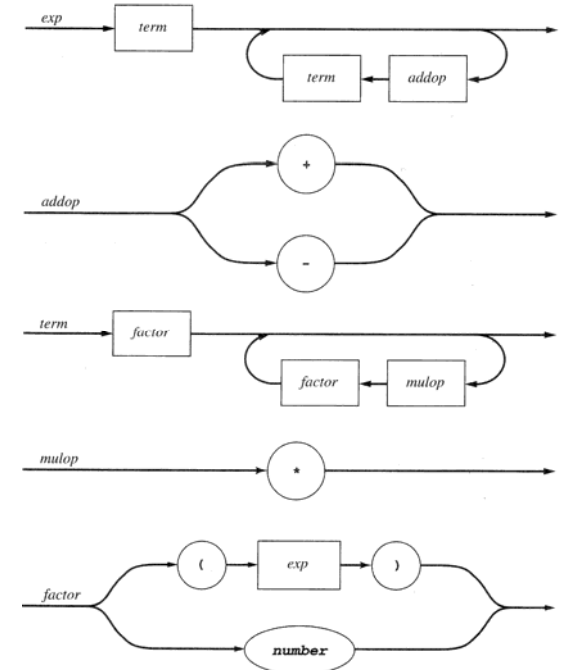 exp
term
term addop
+
addop
-
term
factor
factor mulop
mulop
*
( exp )
factor
number